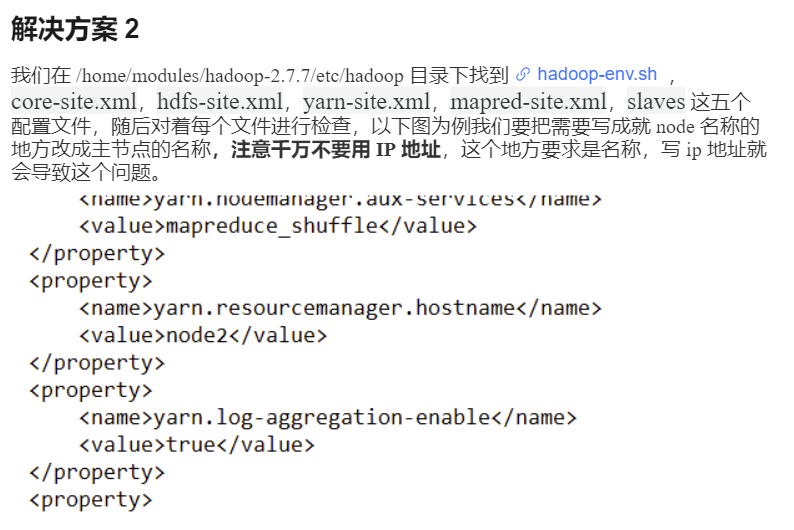 解决方案 2
我们在 /home/modules/hadoop-2.7.7/etc/hadoop 目录下找到 hadoop-env.sh ，
core-site.xml，hdfs-site.xml，yarn-site.xml，mapred-site.xml，slaves 这五个
配置文件，随后对着每个文件进行检查，以下图为例我们要把需要写成就 node 名称的
地方改成主节点的名称，注意千万不要用 IP 地址，这个地方要求是名称，写 ip 地址就
会导致这个问题。
<name>yarn.nodemanager.aux-services</name>
<value>mapreduce_shuffle</value>
</property>
<property>
<name>yarn.resourcemanager.hostname</name>
<value>node2</value>
</property>
<property>
<name>yarn.log-aggregation-enable</name>
<value>true</value>
</property>
<property>